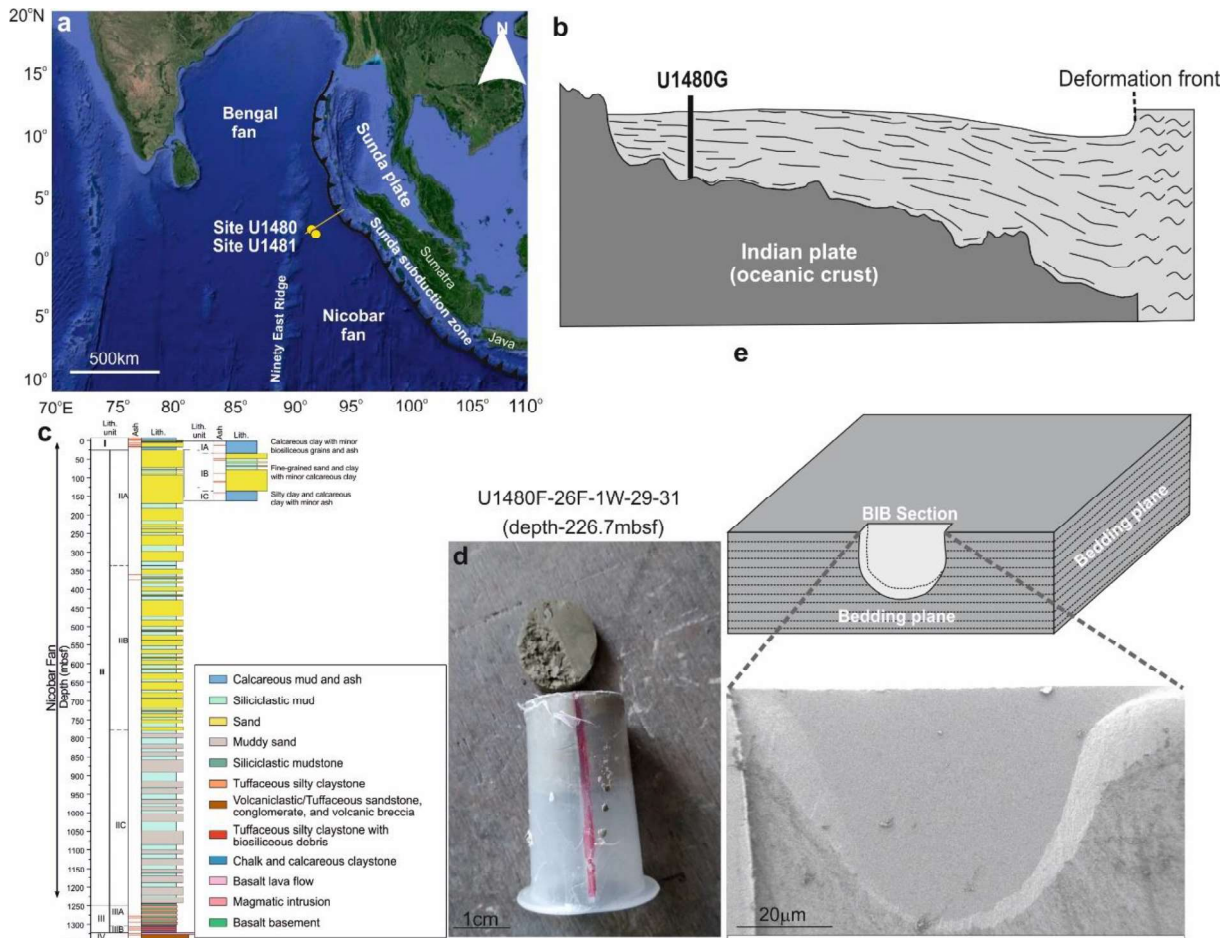 a
20°N
15°
10°
5°
0°
5°
10°
70°E
75°
80°
85°
90°
95°
100°
105°
110°
N
Bengal
fan
Sunda plate
Site U1480
Site U1481
Sunda subduction zone
Sumatra
Java
Ninety East Ridge
Nicobar
fan
500km
b
U1480G
Deformation front
Indian plate
(oceanic crust)
c
Lith.
unit
Ash
Lith.
Lith.
unit
Ash
Lith.
Nicobar Fan
Depth (mbsf)
0
50
100
150
200
250
300
350
400
450
500
550
600
650
700
750
800
850
900
950
1000
1050
1100
1150
1200
1250
1300
I
II
III
IV
IIA
IIB
IIC
IIIA
IIIB
IA
IB
IC
Calcareous clay with minor
biosiliceous grains and ash
Fine-grained sand and clay
with minor calcareous clay
Silty clay and calcareous
clay with minor ash
Calcareous mud and ash
Siliciclastic mud
Sand
Muddy sand
Siliciclastic mudstone
Tuffaceous silty claystone
Volcaniclastic/Tuffaceous sandstone,
conglomerate, and volcanic breccia
Tuffaceous silty claystone with
biosiliceous debris
Chalk and calcareous claystone
Basalt lava flow
Magmatic intrusion
Basalt basement
U1480F-26F-1W-29-31
(depth-226.7mbsf)
d
1cm
e
BIB Section
Bedding plane
Bedding plane
20μm